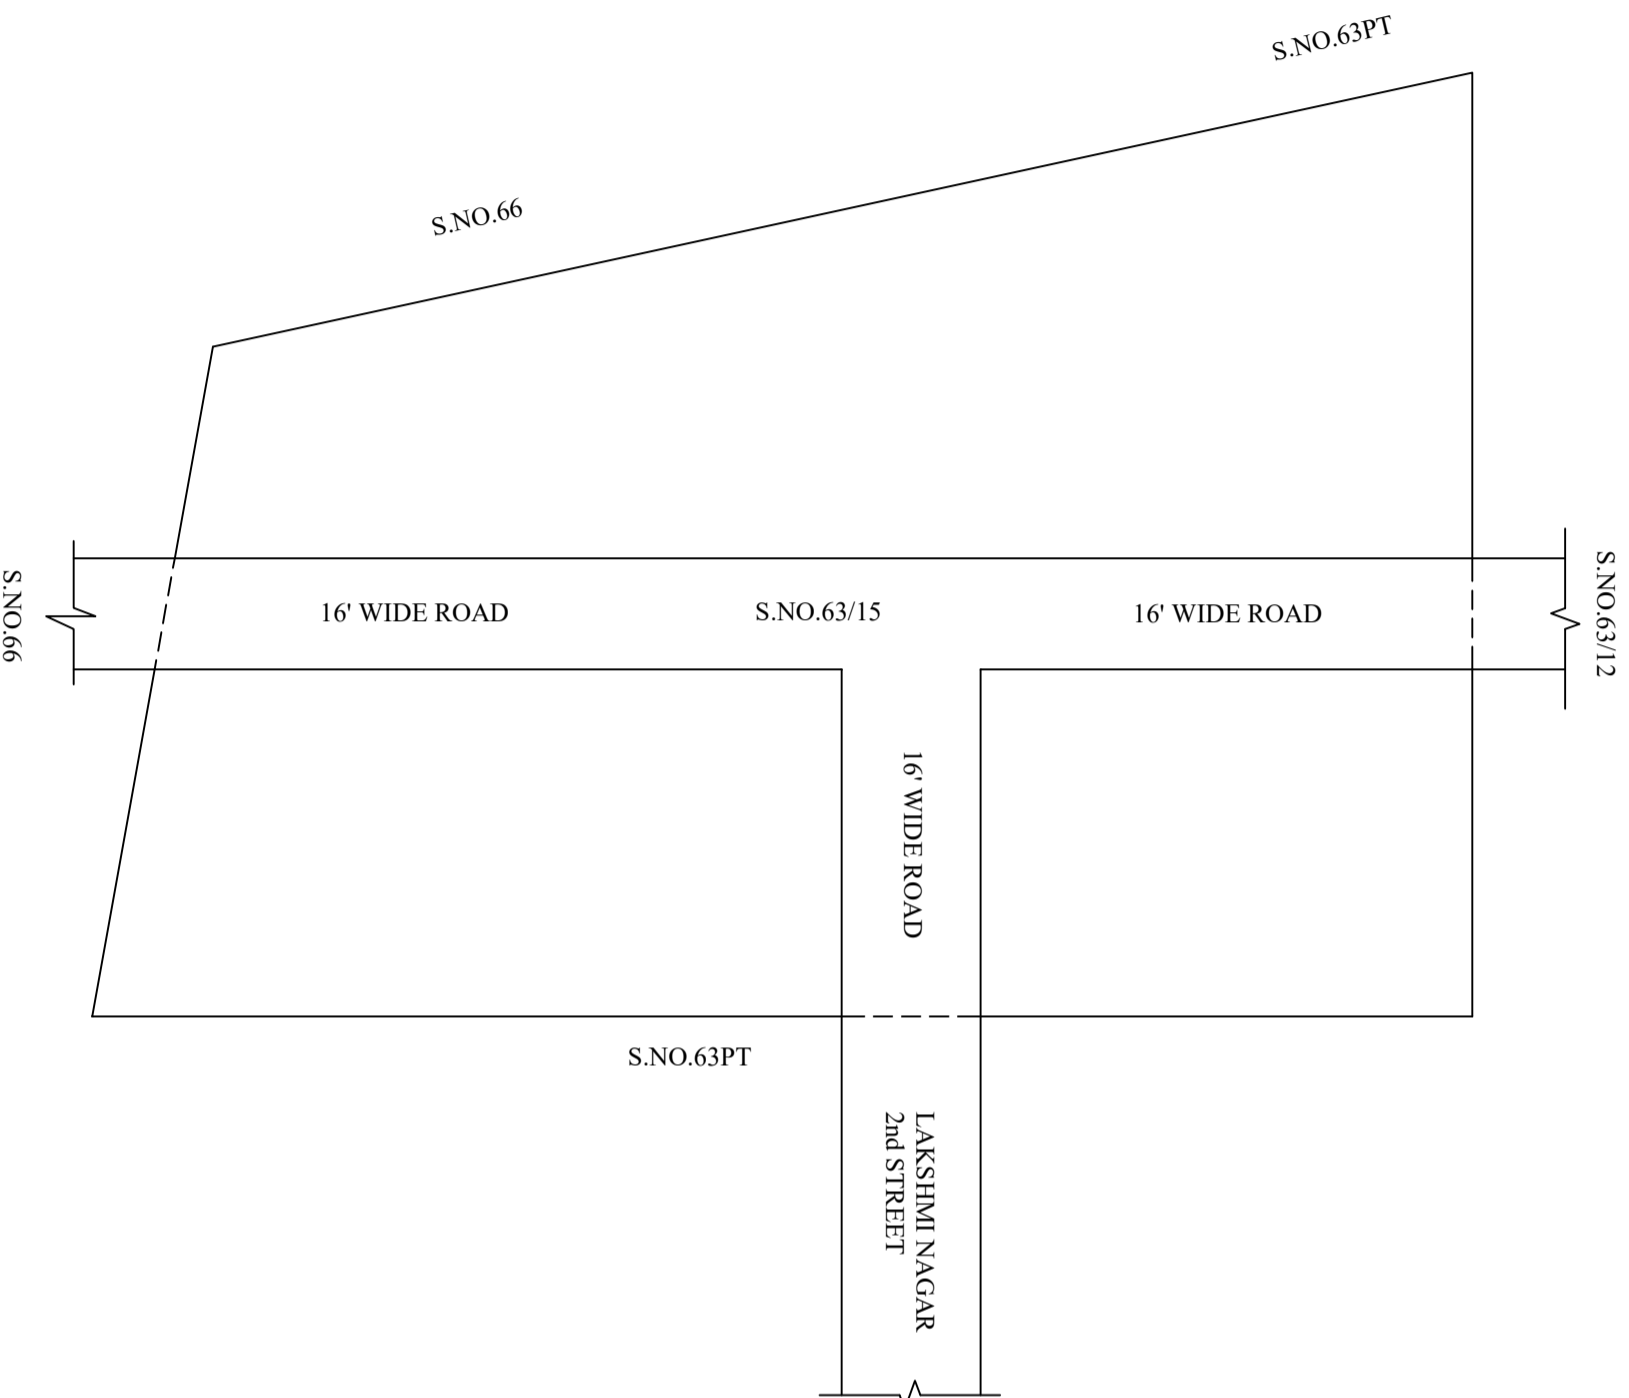 S.NO.63PT
S.NO.66
S.NO.66
16' WIDE ROAD
S.NO.63/15
16' WIDE ROAD
S.NO.63/12
16' WIDE ROAD
S.NO.63PT
LAKSHMI NAGAR
2nd STREET